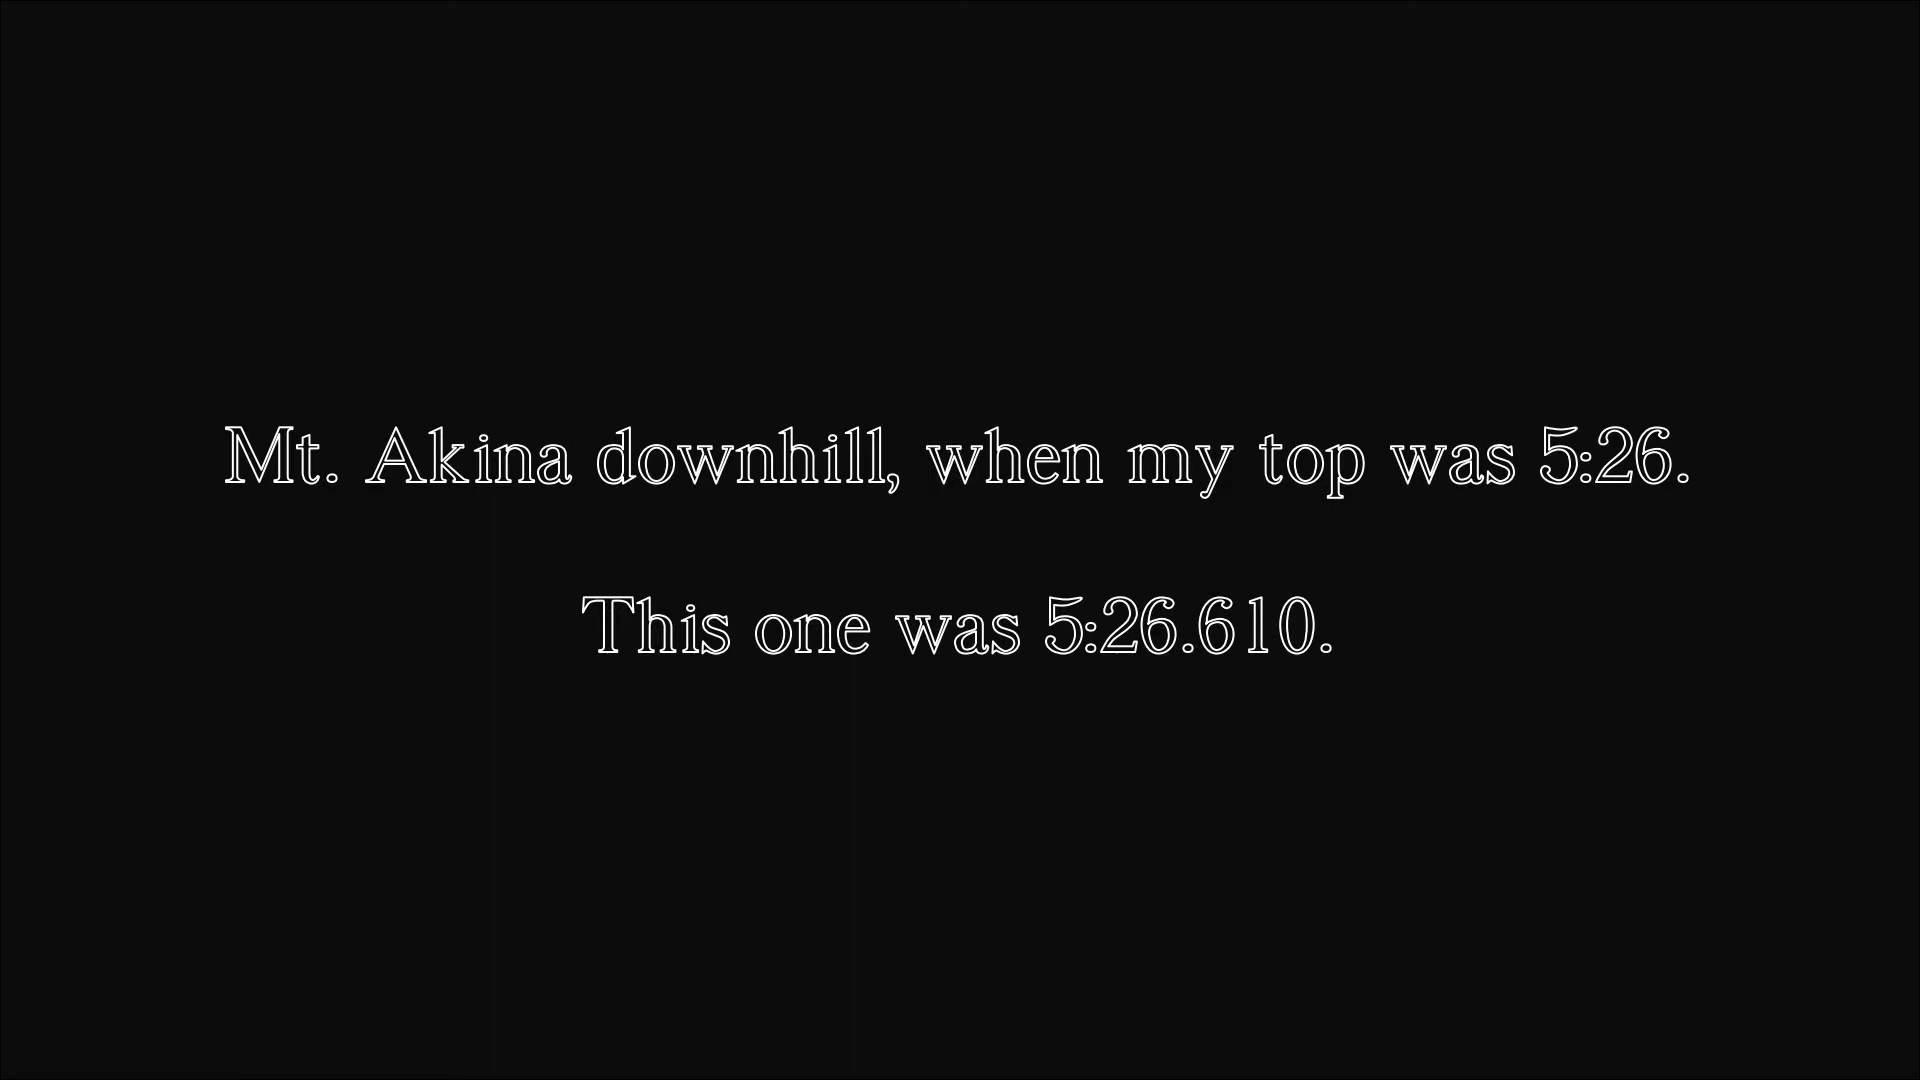 Mt. Akina downhill, when my top was 5:26.
This one was 5:26.610.